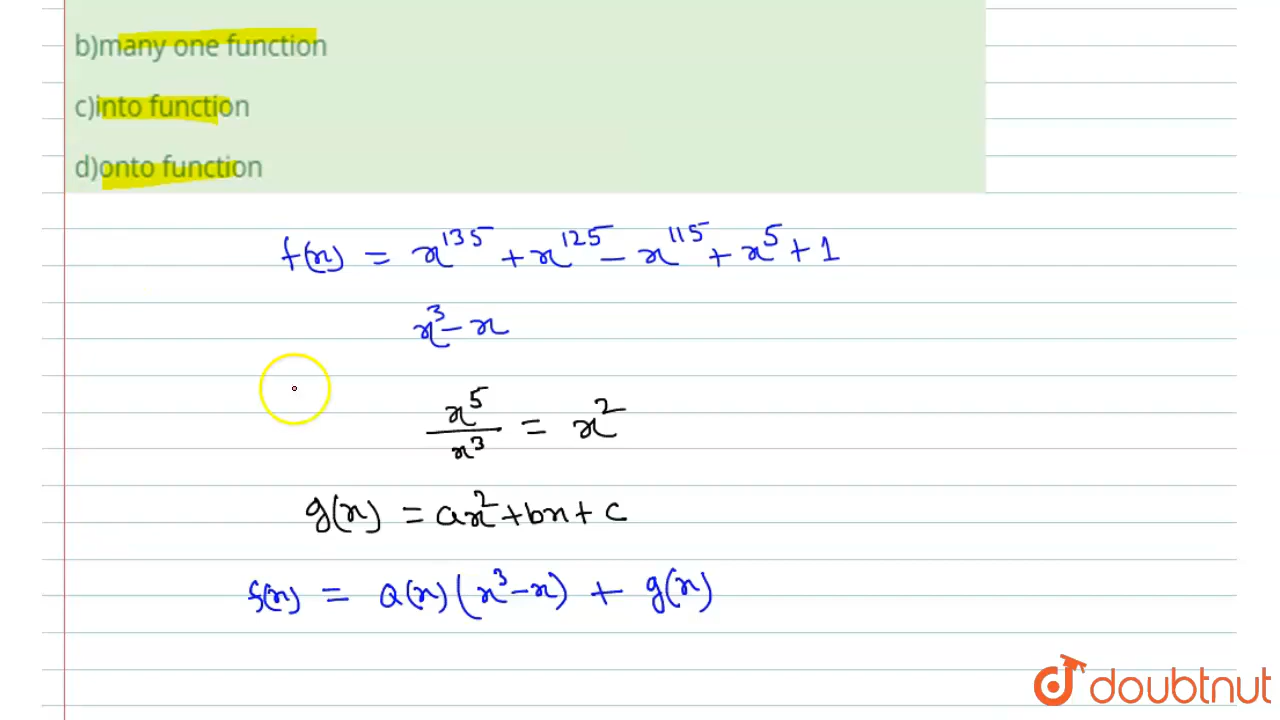 b)many one function
c)into function
d)onto function
f(x) = x^135 + x^125 - x^115 + x^5 + 1
x^3 - x
x^5/x^3 = x^2
g(x) = ax^2 + bx + c
f(x) = Q(x)(x^3 - x) + g(x)
doubtnut